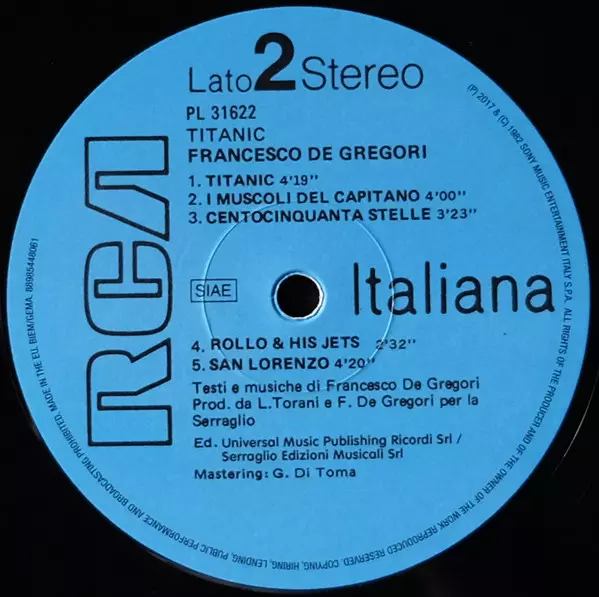 Lato 2 Stereo
PL 31622
TITANIC
FRANCESCO DE GREGORI
1. TITANIC 4'19"
2. I MUSCOLI DEL CAPITANO 4'00"
3. CENTOCINQUANTA STELLE 3'23"
RCA
SIAE
Italiana
4. ROLLO & HIS JETS 2'32"
5. SAN LORENZO 4'20"
Testi e musiche di Francesco De Gregori
Prod. da L. Torani e F. De Gregori per la
Serraglio
Ed. Universal Music Publishing Ricordi Srl /
Serraglio Edizioni Musicali Srl
Mastering: G. Di Toma
(P) 2017 & (C) 1982 SONY MUSIC ENTERTAINMENT ITALY S.P.A. ALL RIGHTS OF THE PRODUCER AND OF THE OWNER OF THE WORK REPRODUCED RESERVED. COPYING, HIRING, LENDING, PUBLIC PERFORMANCE AND BROADCASTING PROHIBITED. MADE IN THE EU. BIEM/GEMA. 88985448061